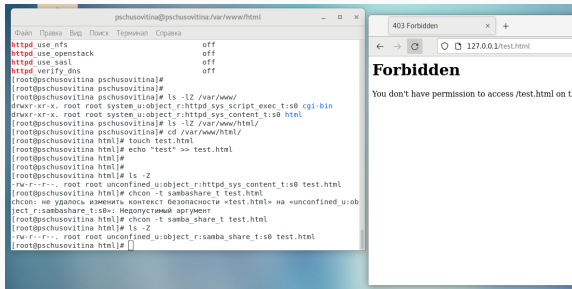 pschusovitina@pschusovitina:/var/www/html
Файл Правка Вид Поиск Терминал Справка
httpd_use_nfs off
httpd_use_openstack off
httpd_use_sasl off
httpd_verify_dns off
[root@pschusovitina pschusovitina]#
[root@pschusovitina pschusovitina]#
[root@pschusovitina pschusovitina]# ls -lZ /var/www/
drwxr-xr-x. root root system_u:object_r:httpd_sys_script_exec_t:s0 cgi-bin
drwxr-xr-x. root root system_u:object_r:httpd_sys_content_t:s0 html
[root@pschusovitina pschusovitina]# ls -lZ /var/www/html/
[root@pschusovitina pschusovitina]# cd /var/www/html/
[root@pschusovitina html]# touch test.html
[root@pschusovitina html]# echo "test" >> test.html
[root@pschusovitina html]#
[root@pschusovitina html]#
[root@pschusovitina html]# ls -Z
-rw-r--r--. root root unconfined_u:object_r:httpd_sys_content_t:s0 test.html
[root@pschusovitina html]# chcon -t sambashare_t test.html
chcon: не удалось изменить контекст безопасности «test.html» на «unconfined_u:ob
ject_r:sambashare_t:s0»: Недопустимый аргумент
[root@pschusovitina html]# chcon -t samba_share_t test.html
[root@pschusovitina html]# ls -Z
-rw-r--r--. root root unconfined_u:object_r:samba_share_t:s0 test.html
[root@pschusovitina html]#
403 Forbidden
127.0.0.1/test.html
Forbidden
You don't have permission to access /test.html on